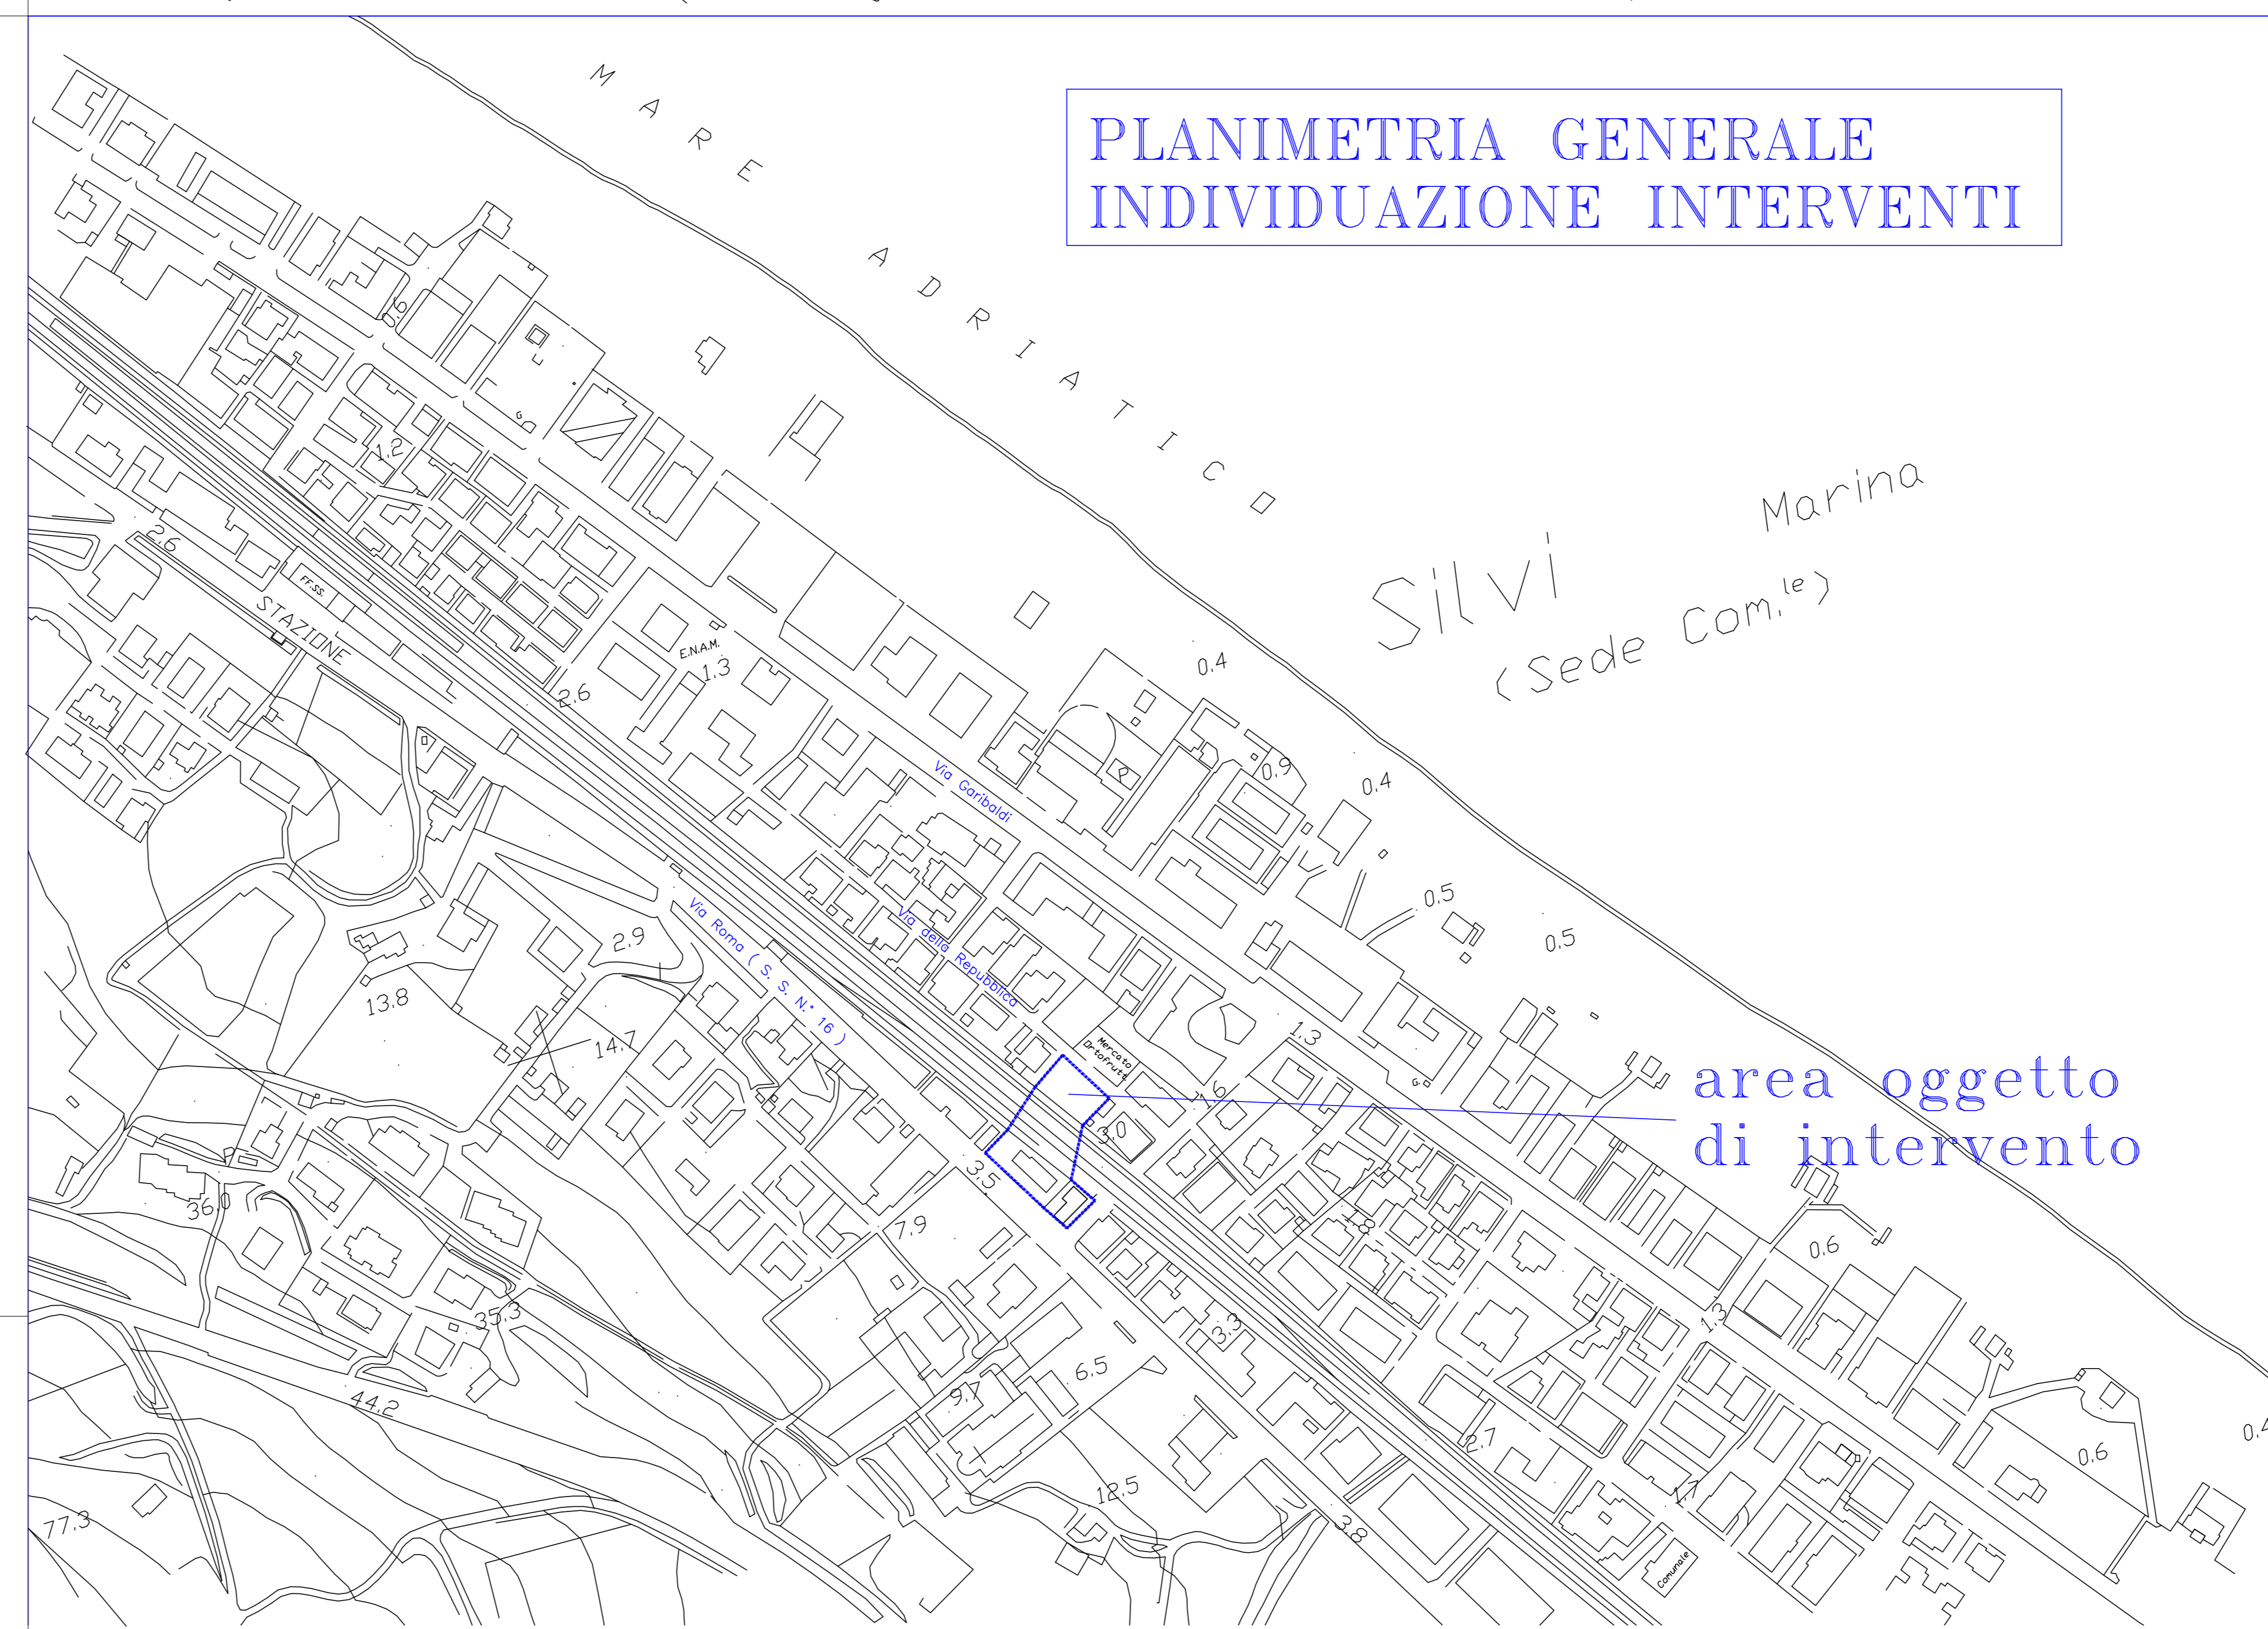 PLANIMETRIA GENERALE
INDIVIDUAZIONE INTERVENTI
MARE
ADRIATICO
Silvi
Marina
(Sede Com.le)
0,6
1,2
2,6
FF.SS.
STAZIONE
E.N.A.M.
1,3
2,6
0,4
0,9
0,4
0,5
0,5
Via Garibaldi
Via della Repubblica
Via Roma ( S. S. N.° 16 )
2,9
13,8
14,7
Mercato
Ortofrutt.
1,3
1,6
3,0
area oggetto
di intervento
3,5
7,9
36,0
35,3
44,2
77,3
1,8
0,6
1,3
3,3
6,5
9,7
12,5
3,8
2,7
1,7
0,6
0,4
Comunale
G
G